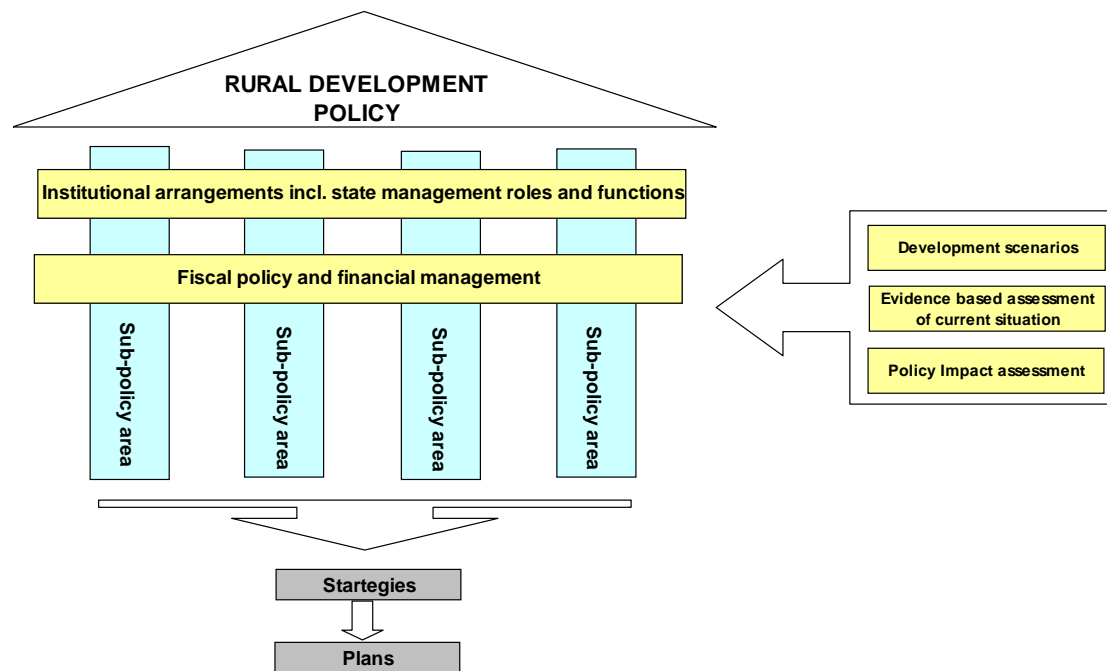 RURAL DEVELOPMENT
POLICY
Institutional arrangements incl. state management roles and functions
Fiscal policy and financial management
Sub-policy area
Sub-policy area
Sub-policy area
Sub-policy area
Development scenarios
Evidence based assessment
of current situation
Policy Impact assessment
Startegies
Plans